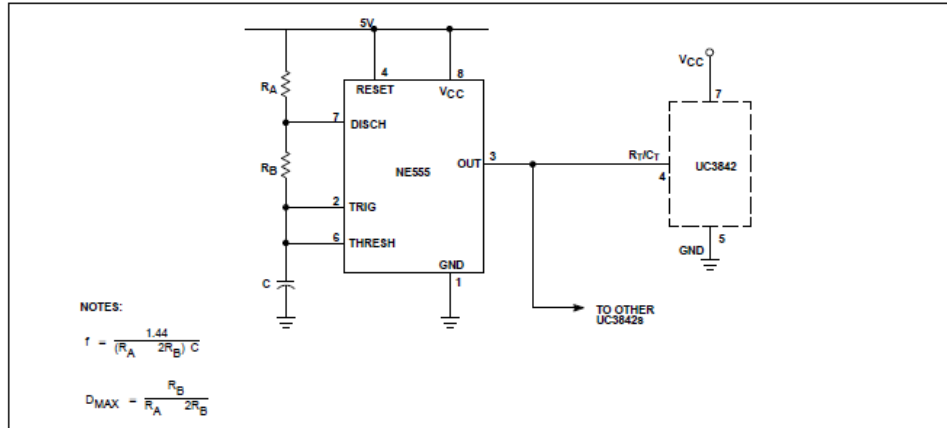 5V
4
8
RESET
VCC
VCC
7
RA
7
DISCH
RB
NE555
OUT
3
RT/CT
4
UC3842
2
TRIG
6
THRESH
5
GND
GND
1
C
TO OTHER
UC3842s
NOTES:
f = 1.44
(RA 2RB) C
DMAX = RB
RA 2RB